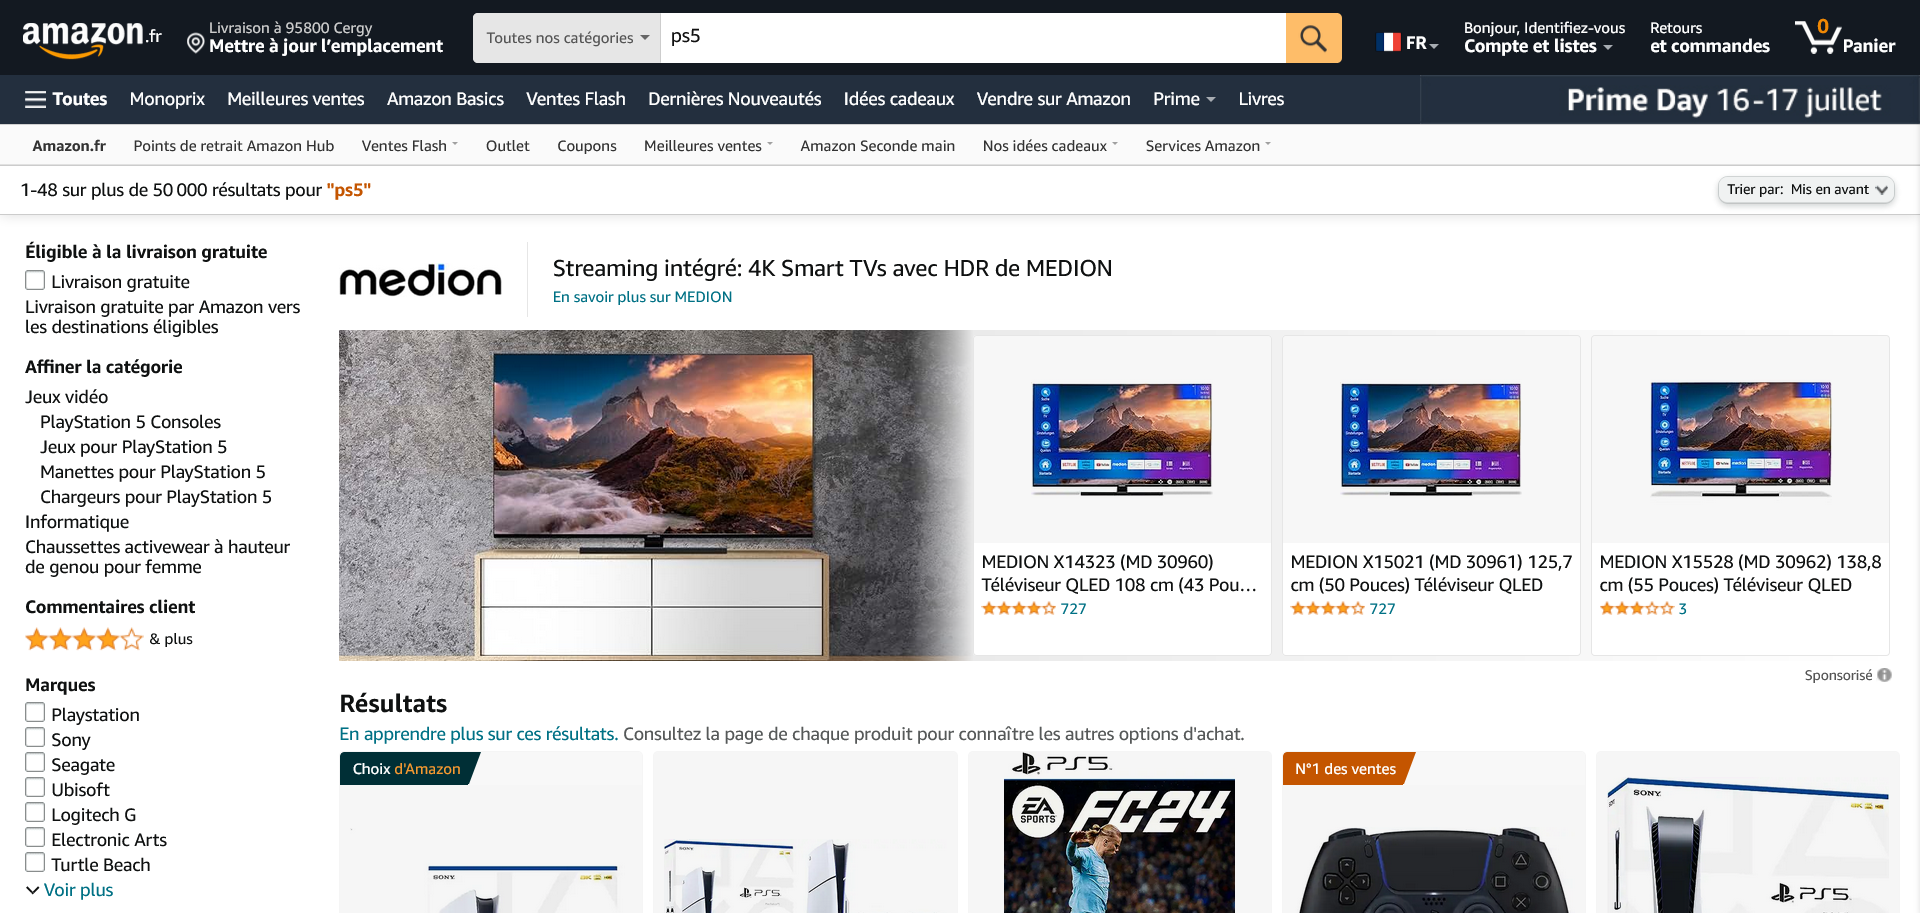 amazon.fr
Livraison à 95800 Cergy
Mettre à jour l'emplacement
Toutes nos catégories
ps5
FR
Bonjour, Identifiez-vous
Compte et listes
Retours
et commandes
0
Panier
Toutes
Monoprix
Meilleures ventes
Amazon Basics
Ventes Flash
Dernières Nouveautés
Idées cadeaux
Vendre sur Amazon
Prime
Livres
Prime Day 16-17 juillet
Amazon.fr
Points de retrait Amazon Hub
Ventes Flash
Outlet
Coupons
Meilleures ventes
Amazon Seconde main
Nos idées cadeaux
Services Amazon
1-48 sur plus de 50 000 résultats pour "ps5"
Trier par: Mis en avant
Éligible à la livraison gratuite
Livraison gratuite
Livraison gratuite par Amazon vers
les destinations éligibles
Affiner la catégorie
Jeux vidéo
PlayStation 5 Consoles
Jeux pour PlayStation 5
Manettes pour PlayStation 5
Chargeurs pour PlayStation 5
Informatique
Chaussettes activewear à hauteur
de genou pour femme
Commentaires client
& plus
Marques
Playstation
Sony
Seagate
Ubisoft
Logitech G
Electronic Arts
Turtle Beach
Voir plus
medion
Streaming intégré: 4K Smart TVs avec HDR de MEDION
En savoir plus sur MEDION
MEDION X14323 (MD 30960)
Téléviseur QLED 108 cm (43 Pou…
727
MEDION X15021 (MD 30961) 125,7
cm (50 Pouces) Téléviseur QLED
727
MEDION X15528 (MD 30962) 138,8
cm (55 Pouces) Téléviseur QLED
3
Sponsorisé
Résultats
En apprendre plus sur ces résultats. Consultez la page de chaque produit pour connaître les autres options d'achat.
Choix d'Amazon
SONY
SONY
PS5
PS5
EA
SPORTS
FC24
N°1 des ventes
SONY
PS5